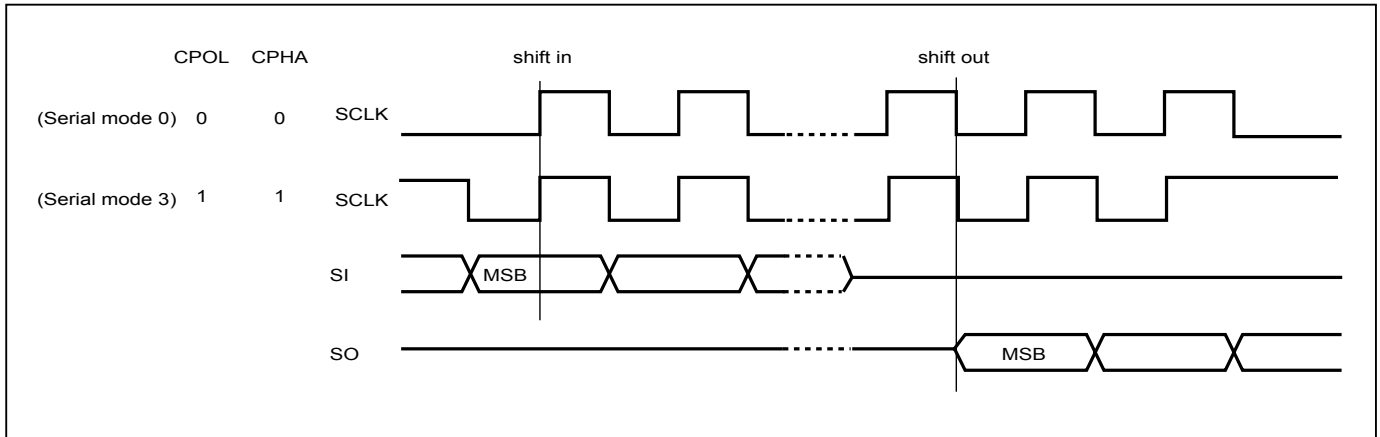 CPOL CPHA shift in shift out
(Serial mode 0) 0 0 SCLK
(Serial mode 3) 1 1 SCLK
SI MSB
SO MSB